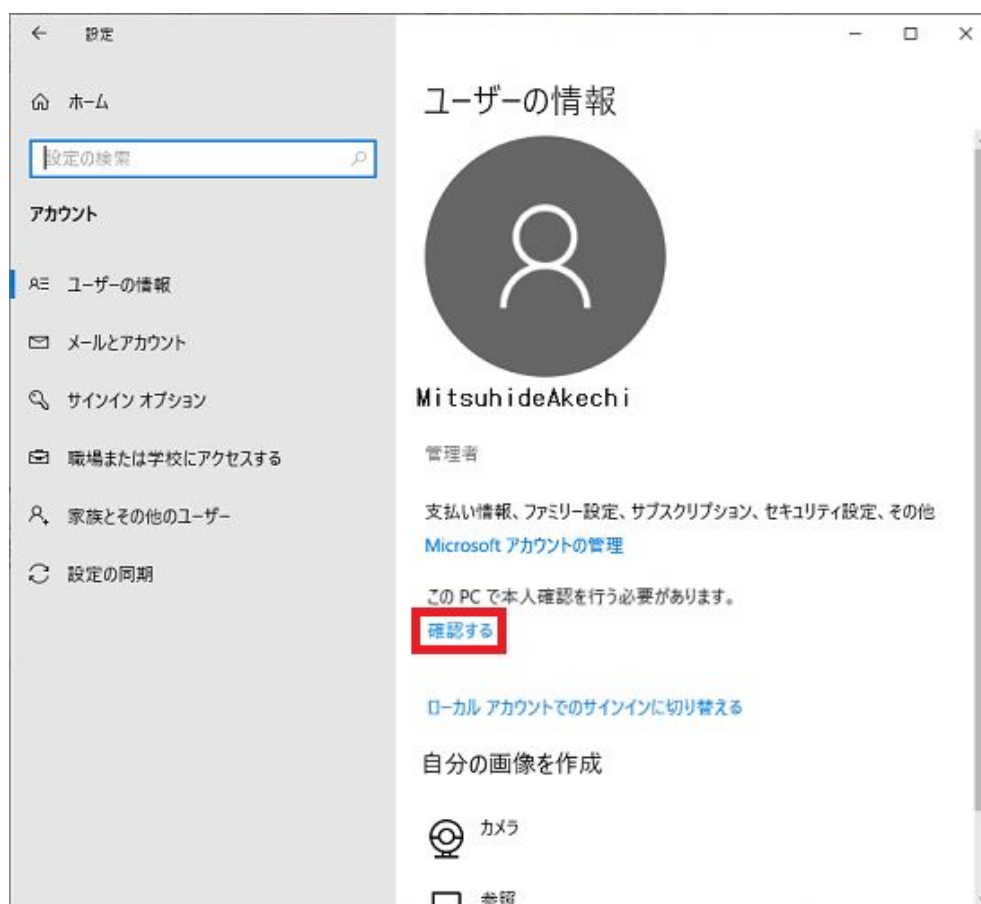 設定
ホーム
設定の検索
アカウント
ユーザーの情報
メールとアカウント
サインイン オプション
職場または学校にアクセスする
家族とその他のユーザー
設定の同期
ユーザーの情報
MitsuhideAkechi
管理者
支払い情報、ファミリー設定、サブスクリプション、セキュリティ設定、その他
Microsoft アカウントの管理
この PC で本人確認を行う必要があります。
確認する
ローカル アカウントでのサインインに切り替える
自分の画像を作成
カメラ
参照